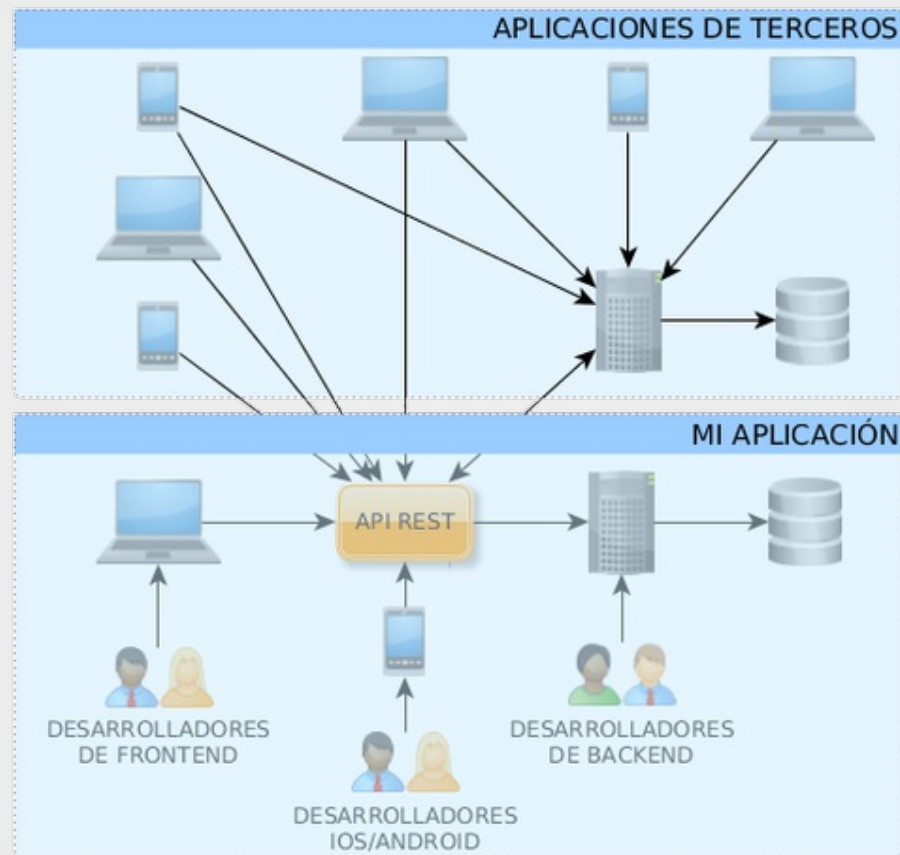 APLICACIONES DE TERCEROS
MI APLICACIÓN
API REST
DESARROLLADORES
DE FRONTEND
DESARROLLADORES
DE BACKEND
DESARROLLADORES
IOS/ANDROID